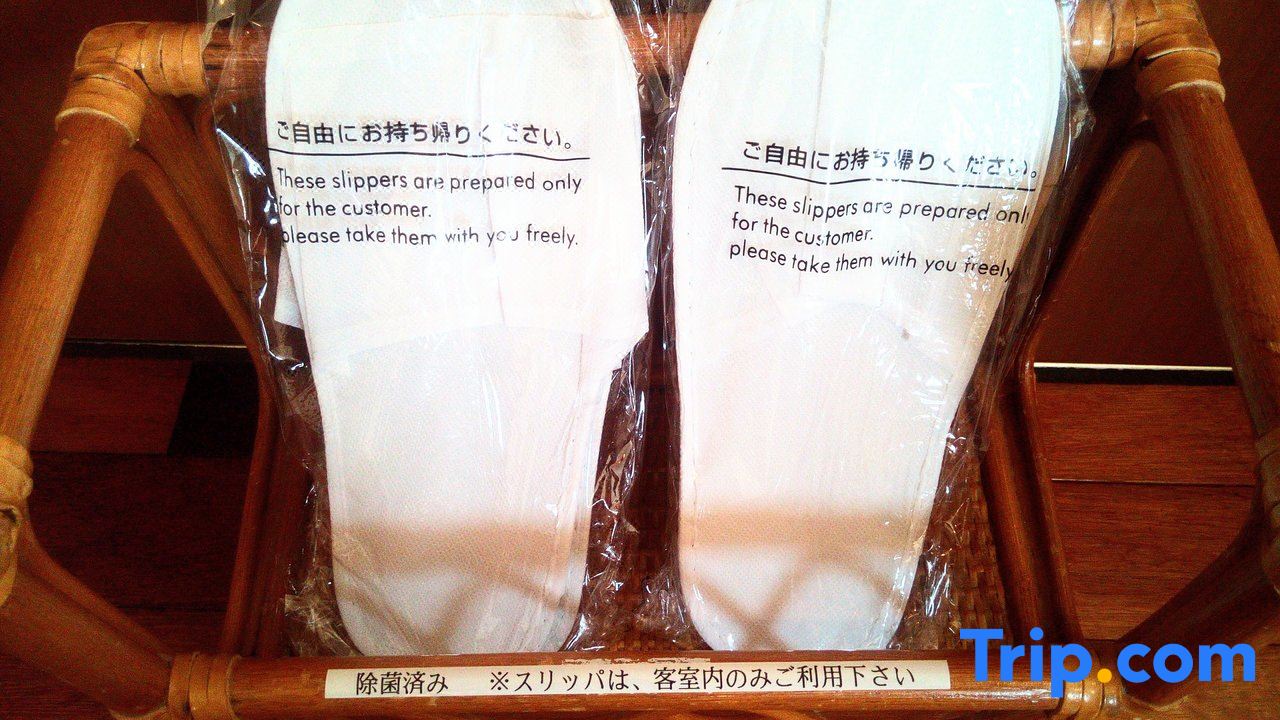 ご自由にお持ち帰りください。
These slippers are prepared only
for the customer.
please take them with you freely.
ご自由にお持ち帰りください。
These slippers are prepared only
for the customer.
please take them with you freely
除菌済み ※スリッパは、客室内のみご利用下さい
Trip.com